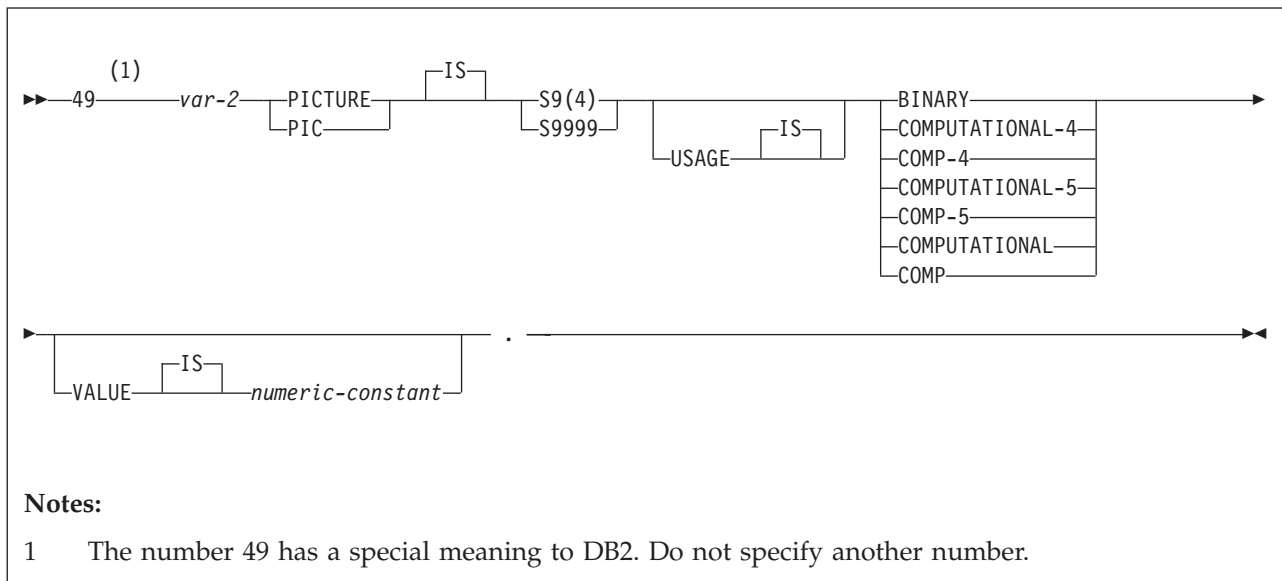 (1) IS
49 var-2 PICTURE S9(4) BINARY
PIC S9999 IS COMPUTATIONAL-4
USAGE COMP-4
COMPUTATIONAL-5
COMP-5
COMPUTATIONAL
COMP
.
IS
VALUE numeric-constant
Notes:
1 The number 49 has a special meaning to DB2. Do not specify another number.